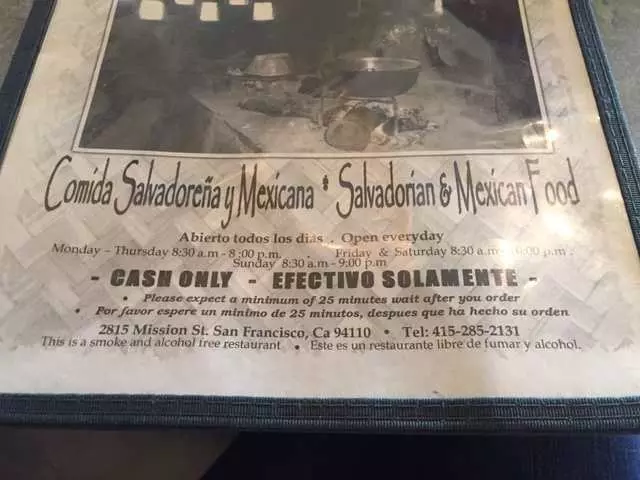 Comida Salvadoreña y Mexicana * Salvadorian & Mexican Food
Abierto todos los dias . Open everyday
Monday – Thursday 8:30 a.m - 8 :00 p.m. Friday & Saturday 8:30 a.m - :00 p.m .
Sunday 8:30 a.m - 9:00 p.m
- CASH ONLY - EFECTIVO SOLAMENTE -
• Please expect a minimum of 25 minutes wait after you order
• Por favor espere un minimo de 25 minutos, despues que ha hecho su orden
2815 Mission St. San Francisco, Ca 94110 • Tel: 415-285-2131
This is a smoke and alcohol free restaurant • Este es un restaurante libre de fumar y alcohol.